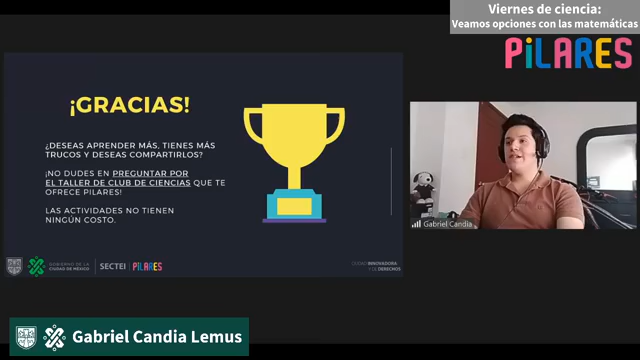 Viernes de ciencia:
Veamos opciones con las matemáticas
PiLARES
¡GRACIAS!
¿DESEAS APRENDER MÁS, TIENES MÁS
TRUCOS Y DESEAS COMPARTIRLOS?
¡NO DUDES EN PREGUNTAR POR
EL TALLER DE CLUB DE CIENCIAS QUE TE
OFRECE PILARES!
LAS ACTIVIDADES NO TIENEN
NINGÚN COSTO.
Gabriel Candia
GOBIERNO DE LA
CIUDAD DE MÉXICO
SECTEI
PiLARES
CIUDAD INNOVADORA
Y DE DERECHOS
Gabriel Candia Lemus